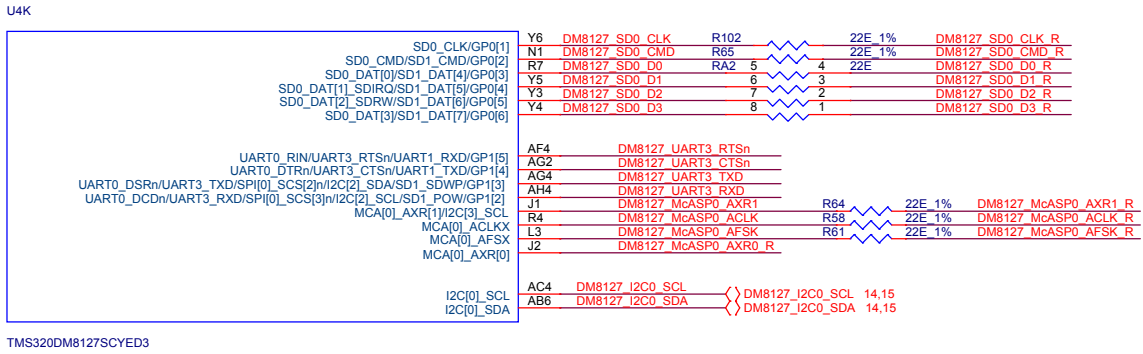 U4K
SD0_CLK/GP0[1] Y6 DM8127_SD0_CLK R102 22E_1% DM8127_SD0_CLK_R
SD0_CMD/SD1_CMD/GP0[2] N1 DM8127_SD0_CMD R65 22E_1% DM8127_SD0_CMD_R
SD0_DAT[0]/SD1_DAT[4]/GP0[3] R7 DM8127_SD0_D0 RA2 5 4 22E DM8127_SD0_D0_R
SD0_DAT[1]_SDIRQ/SD1_DAT[5]/GP0[4] Y5 DM8127_SD0_D1 6 3 DM8127_SD0_D1_R
SD0_DAT[2]_SDRW/SD1_DAT[6]/GP0[5] Y3 DM8127_SD0_D2 7 2 DM8127_SD0_D2_R
SD0_DAT[3]/SD1_DAT[7]/GP0[6] Y4 DM8127_SD0_D3 8 1 DM8127_SD0_D3_R
UART0_RIN/UART3_RTSn/UART1_RXD/GP1[5] AF4 DM8127_UART3_RTSn
UART0_DTRn/UART3_CTSn/UART1_TXD/GP1[4] AG2 DM8127_UART3_CTSn
UART0_DSRn/UART3_TXD/SPI[0]_SCS[2]n/I2C[2]_SDA/SD1_SDWP/GP1[3] AG4 DM8127_UART3_TXD
UART0_DCDn/UART3_RXD/SPI[0]_SCS[3]n/I2C[2]_SCL/SD1_POW/GP1[2] AH4 DM8127_UART3_RXD
MCA[0]_AXR[1]/I2C[3]_SCL J1 DM8127_McASP0_AXR1 R64 22E_1% DM8127_McASP0_AXR1_R
MCA[0]_ACLKX R4 DM8127_McASP0_ACLK R58 22E_1% DM8127_McASP0_ACLK_R
MCA[0]_AFSX L3 DM8127_McASP0_AFSK R61 22E_1% DM8127_McASP0_AFSK_R
MCA[0]_AXR[0] J2 DM8127_McASP0_AXR0_R
I2C[0]_SCL AC4 DM8127_I2C0_SCL DM8127_I2C0_SCL 14,15
I2C[0]_SDA AB6 DM8127_I2C0_SDA DM8127_I2C0_SDA 14,15
TMS320DM8127SCYED3